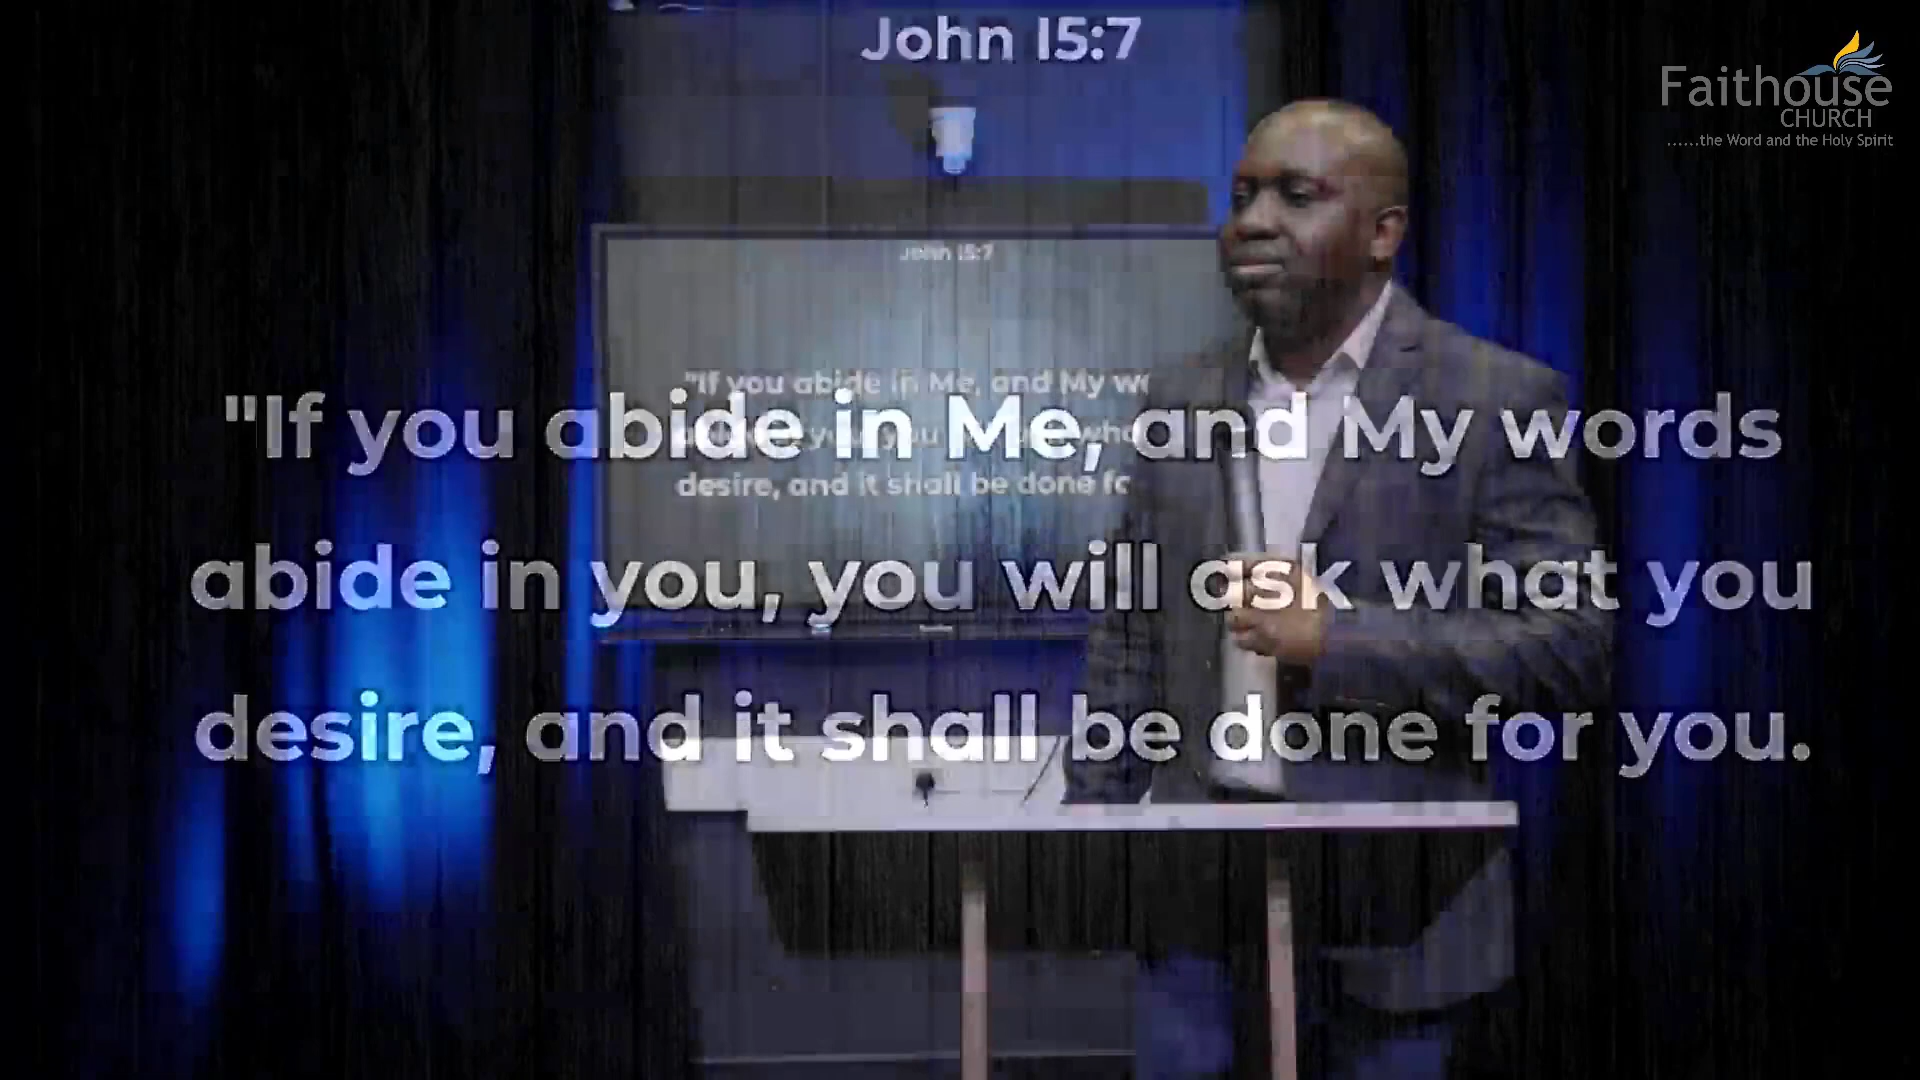 John 15:7
Faithouse
CHURCH
......the Word and the Holy Spirit
John 15:7
"If you abide in Me, and My wo
desire, and it shall be done fo
"If you abide in Me, and My words
abide in you, you will ask what you
desire, and it shall be done for you.